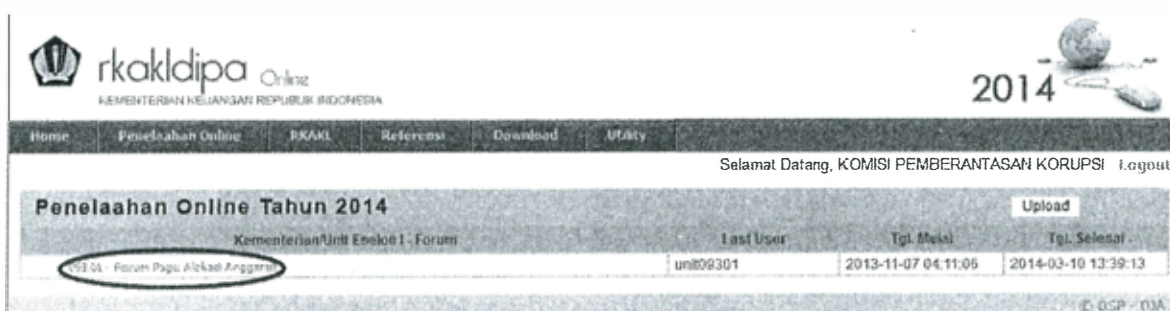 rkakldipa Online
KEMENTERIAN KEUANGAN REPUBLIK INDONESIA
2014
Home Penelaahan Online RKAKL Referensi Download Utility
Selamat Datang, KOMISI PEMBERANTASAN KORUPSI Logout
Penelaahan Online Tahun 2014 Upload
Kementerian/Unit Eselon I - Forum Last User Tgl. Mulai Tgl. Selesai
- Forum Pagu Alokasi Anggaran unit09301 2013-11-07 04:11:06 2014-03-10 13:39:13
© DSP - DJA